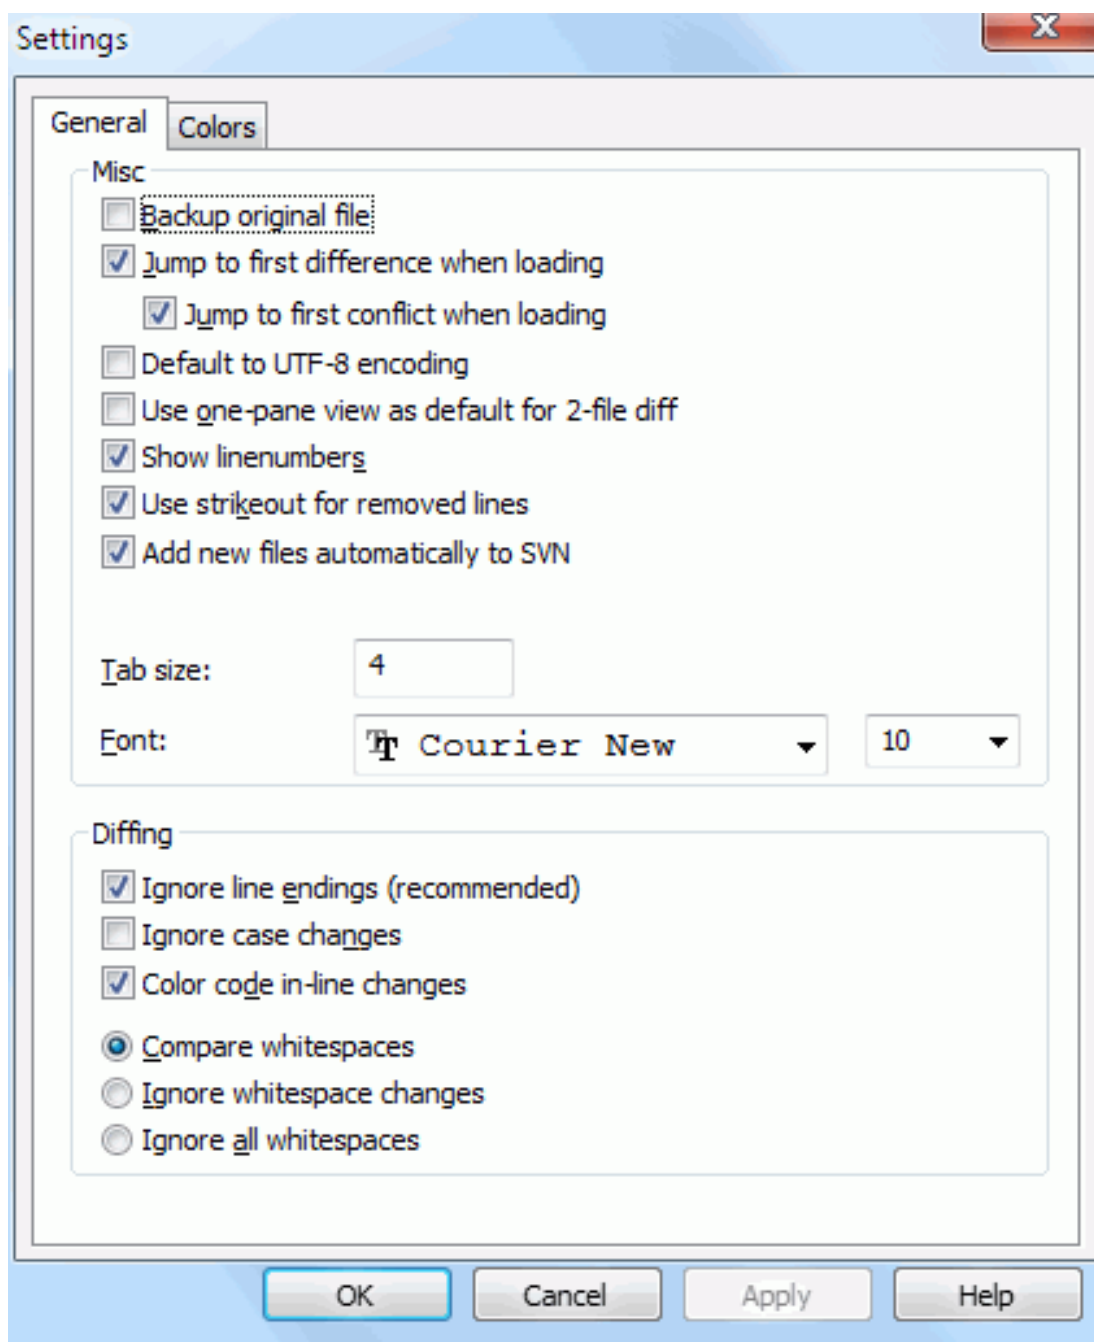 Settings
General
Colors
Misc
Backup original file
Jump to first difference when loading
Jump to first conflict when loading
Default to UTF-8 encoding
Use one-pane view as default for 2-file diff
Show linenumbers
Use strikeout for removed lines
Add new files automatically to SVN
Tab size: 4
Font: Courier New 10
Diffing
Ignore line endings (recommended)
Ignore case changes
Color code in-line changes
Compare whitespaces
Ignore whitespace changes
Ignore all whitespaces
OK Cancel Apply Help